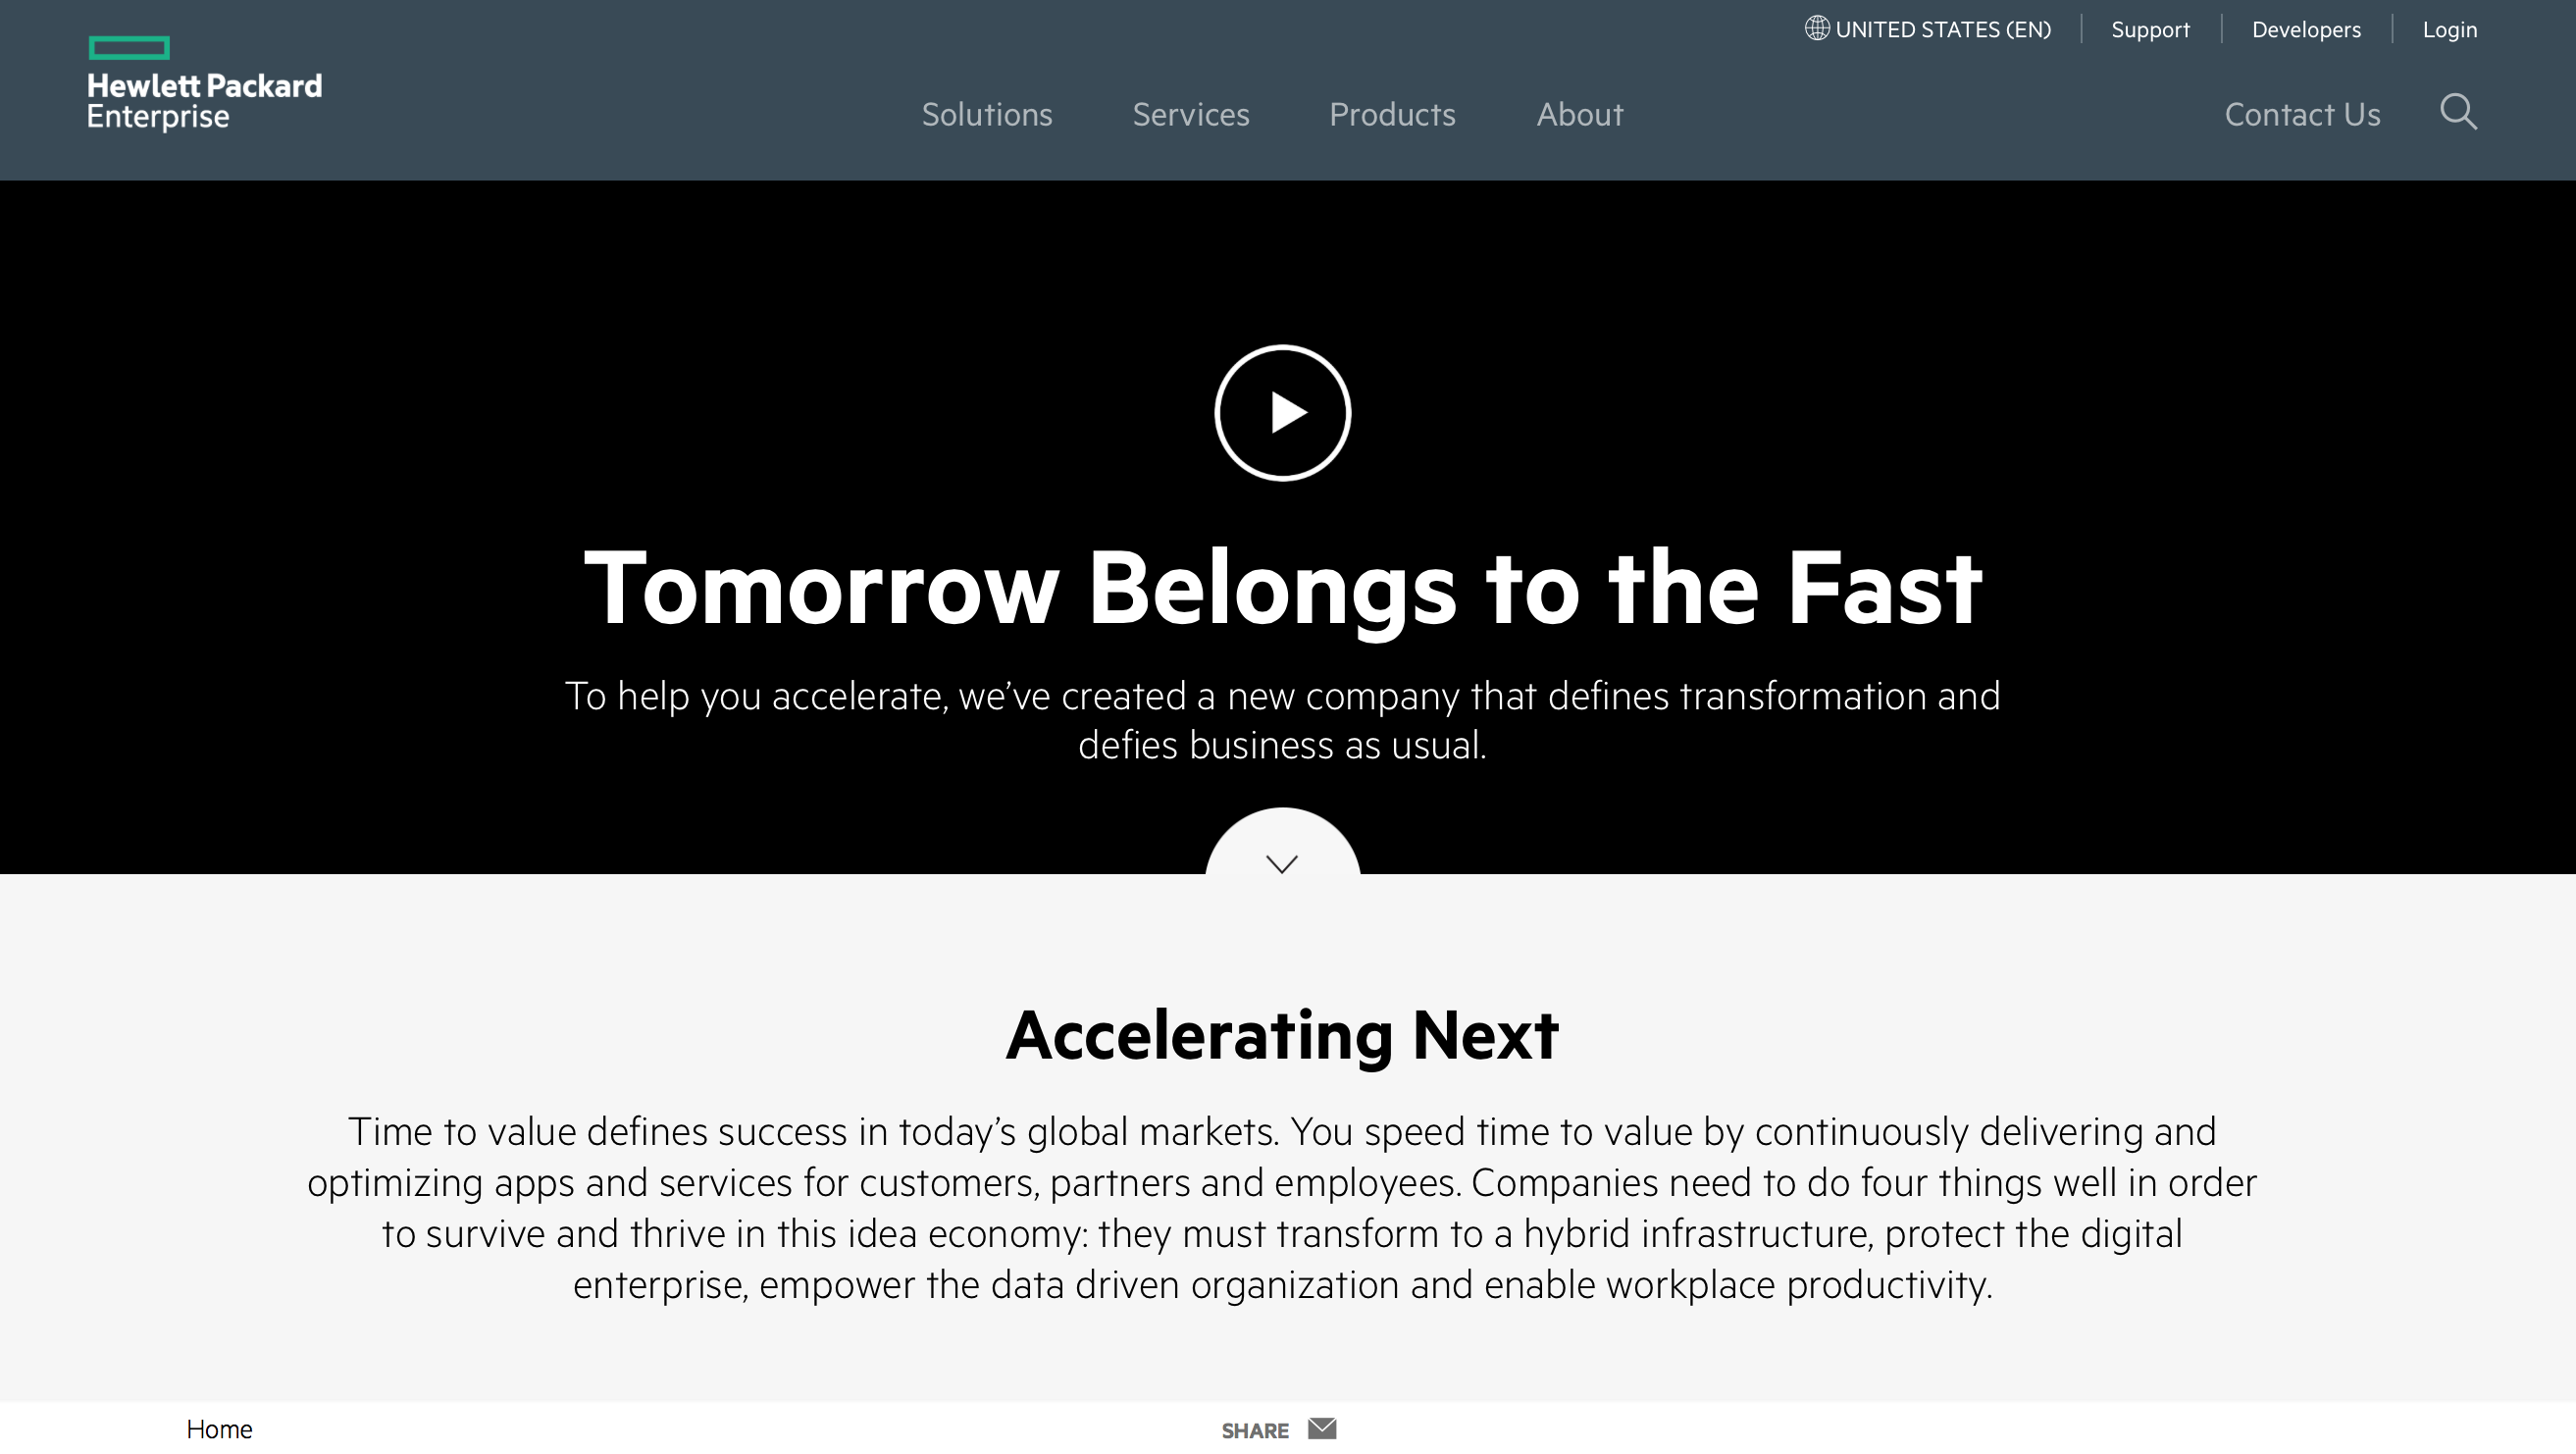 UNITED STATES (EN) Support Developers Login
Hewlett Packard
Enterprise
Solutions Services Products About Contact Us
Tomorrow Belongs to the Fast
To help you accelerate, we’ve created a new company that defines transformation and
defies business as usual.
Accelerating Next
Time to value defines success in today’s global markets. You speed time to value by continuously delivering and
optimizing apps and services for customers, partners and employees. Companies need to do four things well in order
to survive and thrive in this idea economy: they must transform to a hybrid infrastructure, protect the digital
enterprise, empower the data driven organization and enable workplace productivity.
Home SHARE